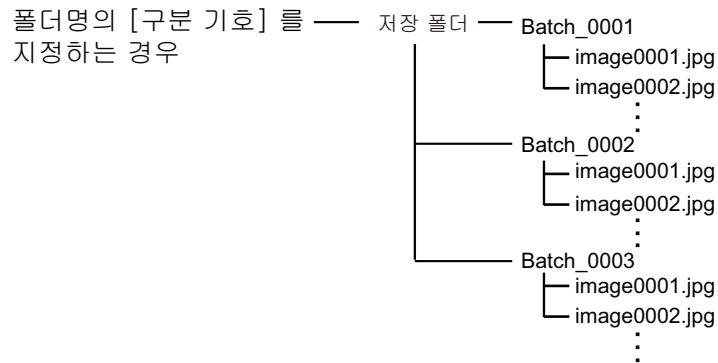 폴더명의 [구분 기호] 를
지정하는 경우
저장 폴더
Batch_0001
image0001.jpg
image0002.jpg
Batch_0002
image0001.jpg
image0002.jpg
Batch_0003
image0001.jpg
image0002.jpg